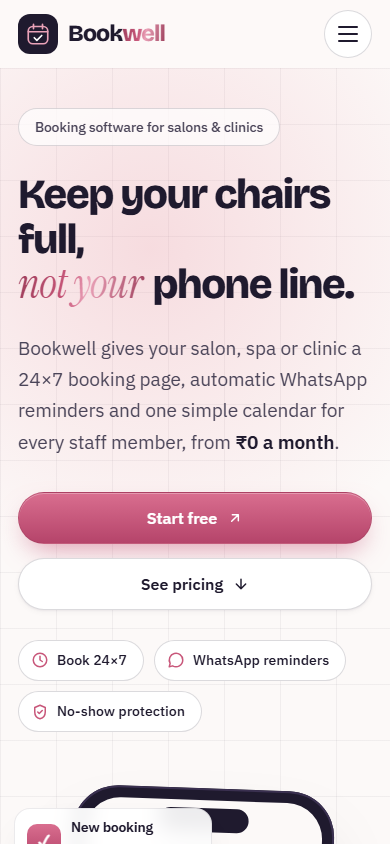 Bookwell
Booking software for salons & clinics
Keep your chairs
full,
not your phone line.
Bookwell gives your salon, spa or clinic a
24×7 booking page, automatic WhatsApp
reminders and one simple calendar for
every staff member, from ₹0 a month.
Start free
See pricing
Book 24×7
WhatsApp reminders
No-show protection
New booking